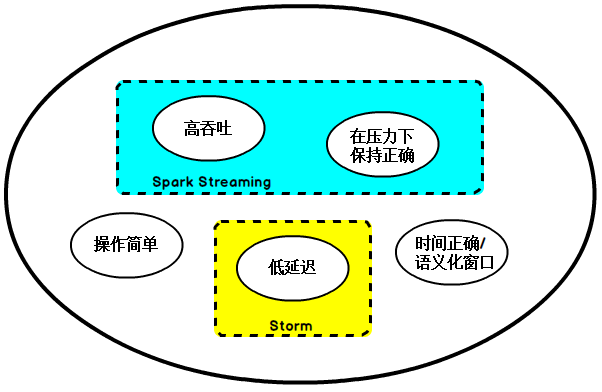 高吞吐
在压力下
保持正确
Spark Streaming
操作简单
低延迟
时间正确/
语义化窗口
Storm